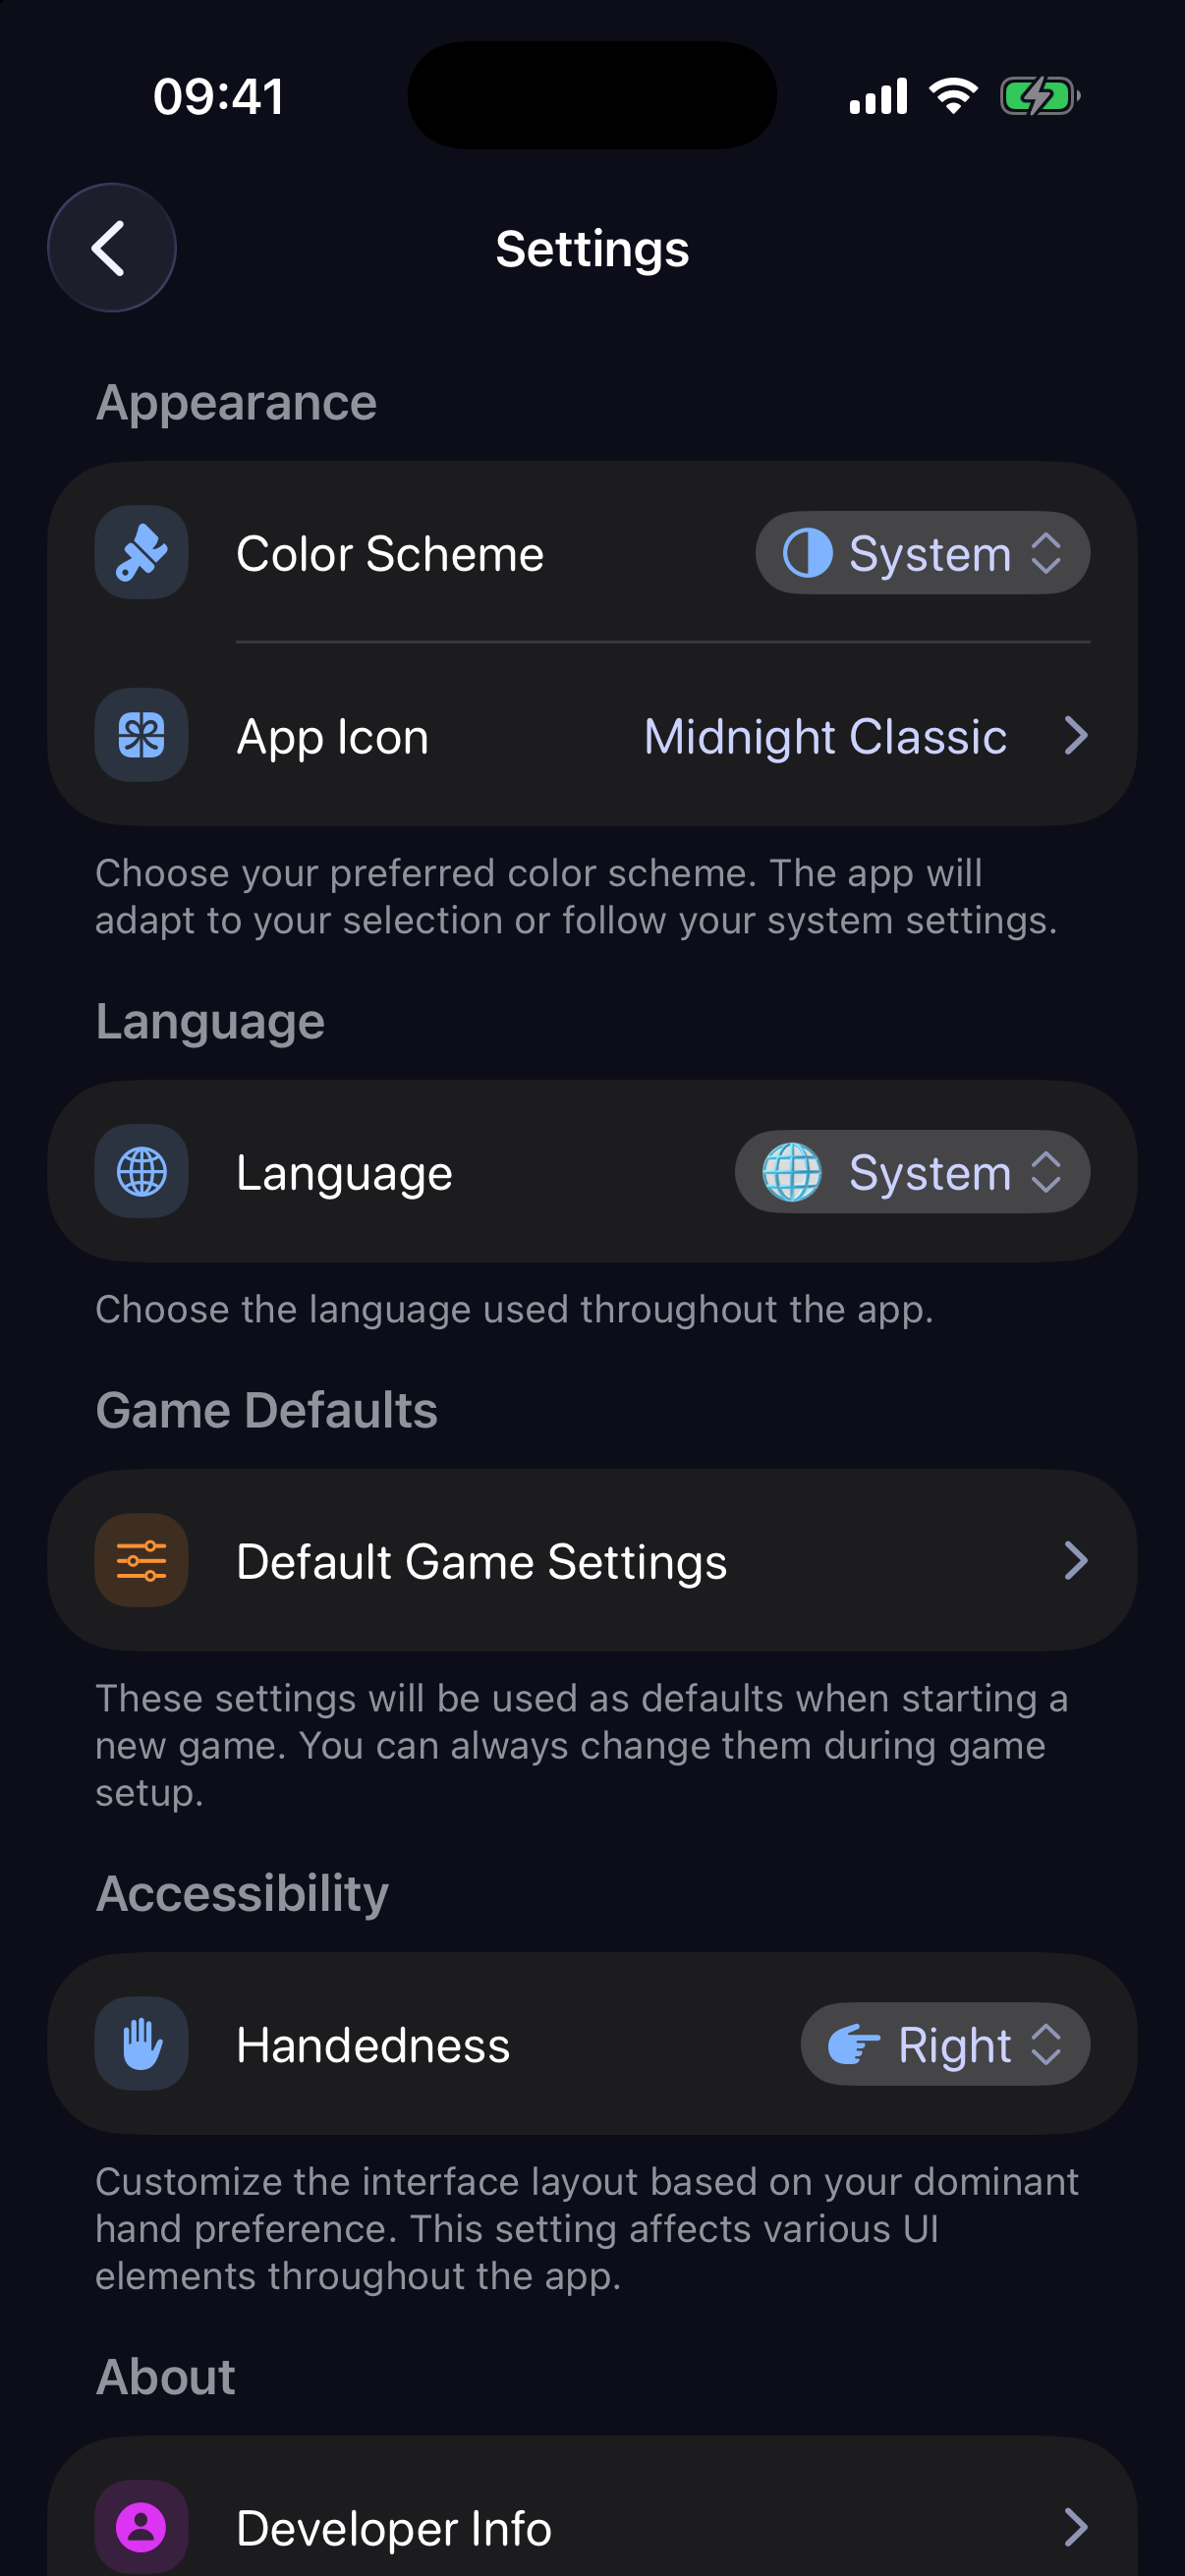 09:41
Settings
Appearance
Color Scheme System
App Icon Midnight Classic
Choose your preferred color scheme. The app will
adapt to your selection or follow your system settings.
Language
Language System
Choose the language used throughout the app.
Game Defaults
Default Game Settings
These settings will be used as defaults when starting a
new game. You can always change them during game
setup.
Accessibility
Handedness Right
Customize the interface layout based on your dominant
hand preference. This setting affects various UI
elements throughout the app.
About
Developer Info